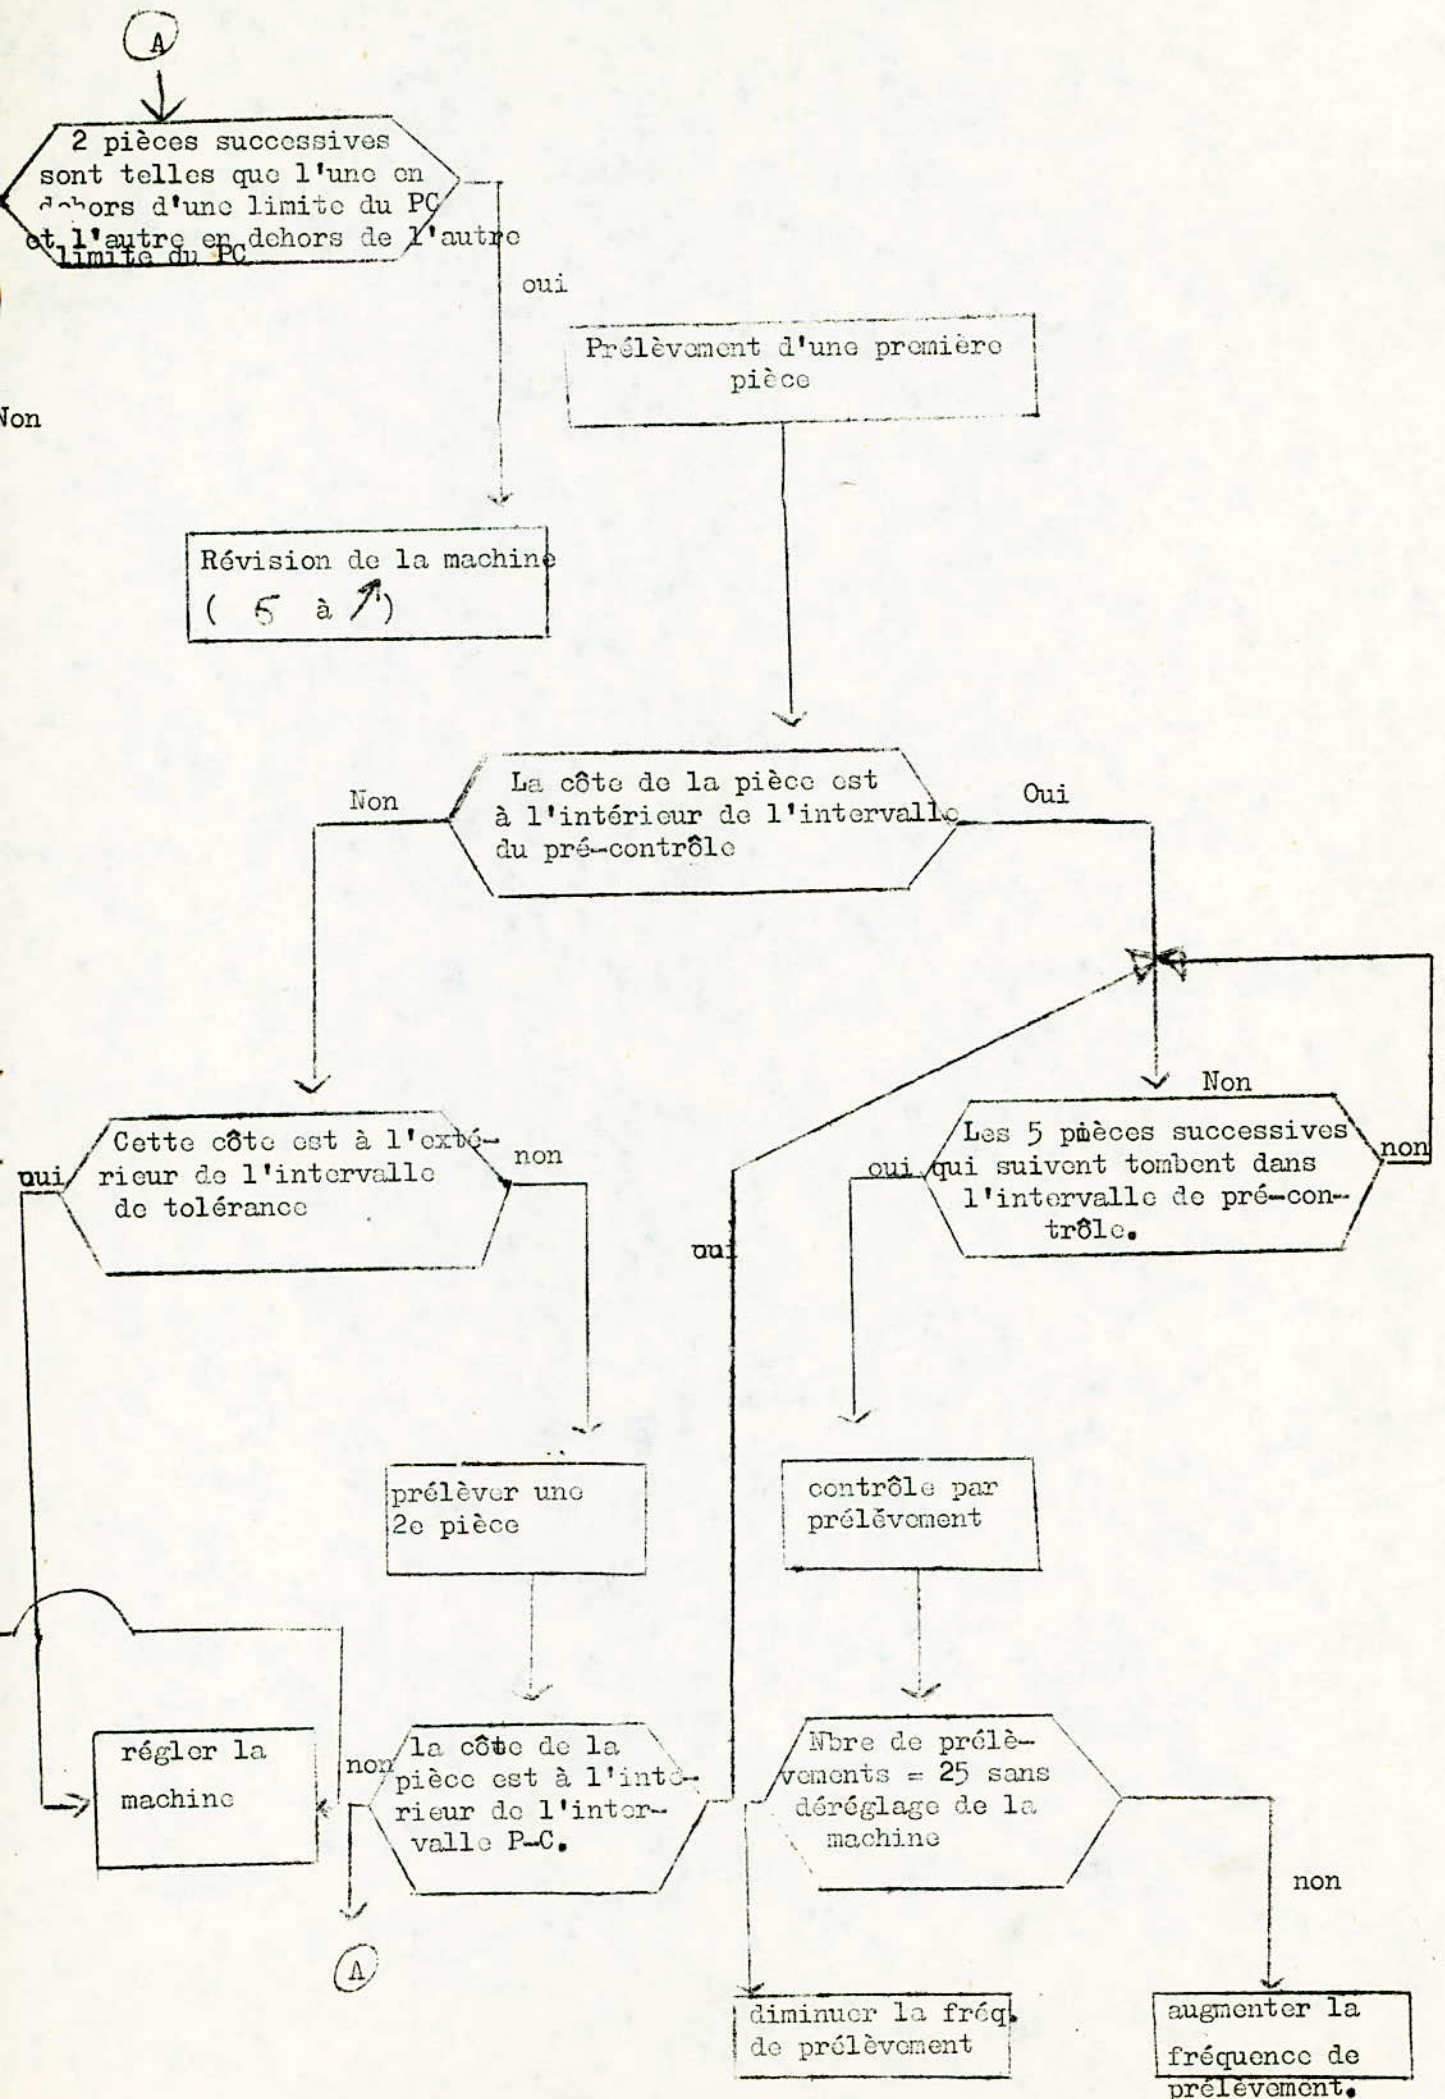 A
2 pièces successives
sont telles que l'une en
dehors d'une limite du PC
et l'autre en dehors de l'autre
limite du PC
oui
Non
Prélèvement d'une première
pièce
Révision de la machine
( à )
La côte de la pièce est
à l'intérieur de l'intervalle
du pré-contrôle
Non
Oui
Cette côte est à l'exté-
rieur de l'intervalle
de tolérance
oui
non
Non
Les 5 pièces successives
qui suivent tombent dans
l'intervalle de pré-con-
trôle.
oui
non
oui
prélèver une
2e pièce
contrôle par
prélèvement
régler la
machine
non
la côte de la
pièce est à l'inté-
rieur de l'inter-
valle P-C.
Nbre de prélè-
vements = 25 sans
déréglage de la
machine
non
A
diminuer la fréq.
de prélèvement
augmenter la
fréquence de
prélèvement.